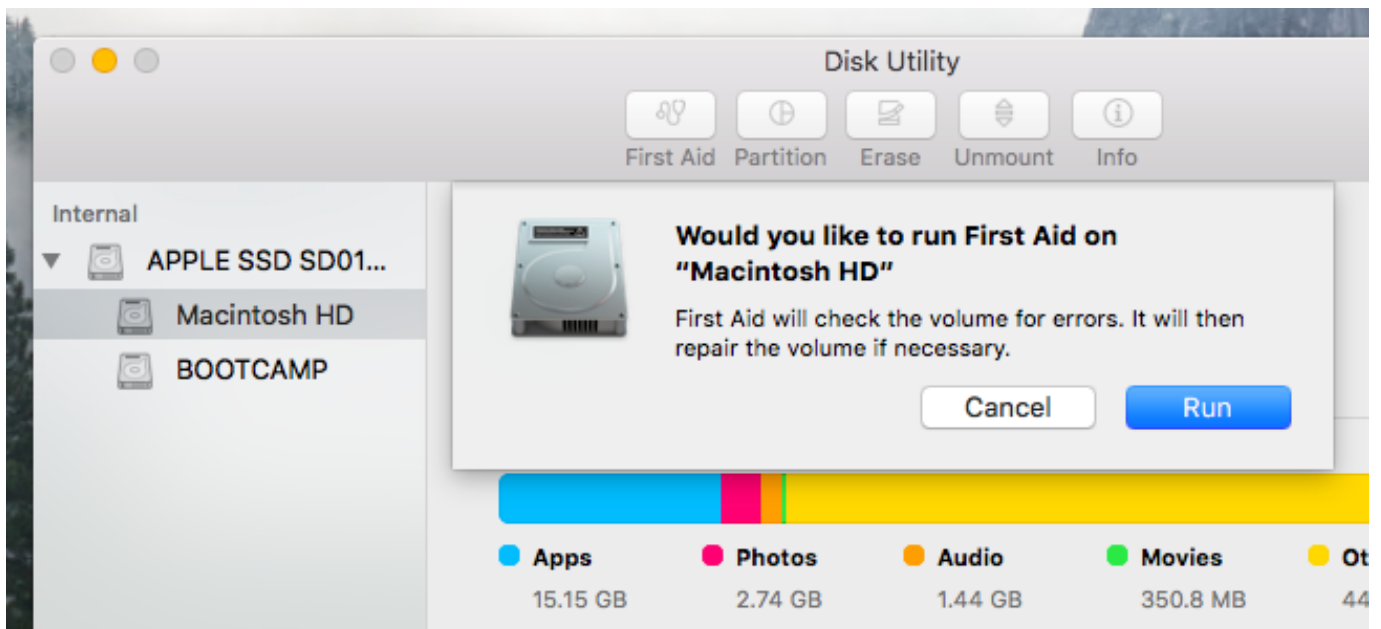 Disk Utility
First Aid Partition Erase Unmount Info
Internal
APPLE SSD SD01...
Macintosh HD
BOOTCAMP
Would you like to run First Aid on
“Macintosh HD”
First Aid will check the volume for errors. It will then
repair the volume if necessary.
Cancel Run
Apps Photos Audio Movies Ot
15.15 GB 2.74 GB 1.44 GB 350.8 MB 44